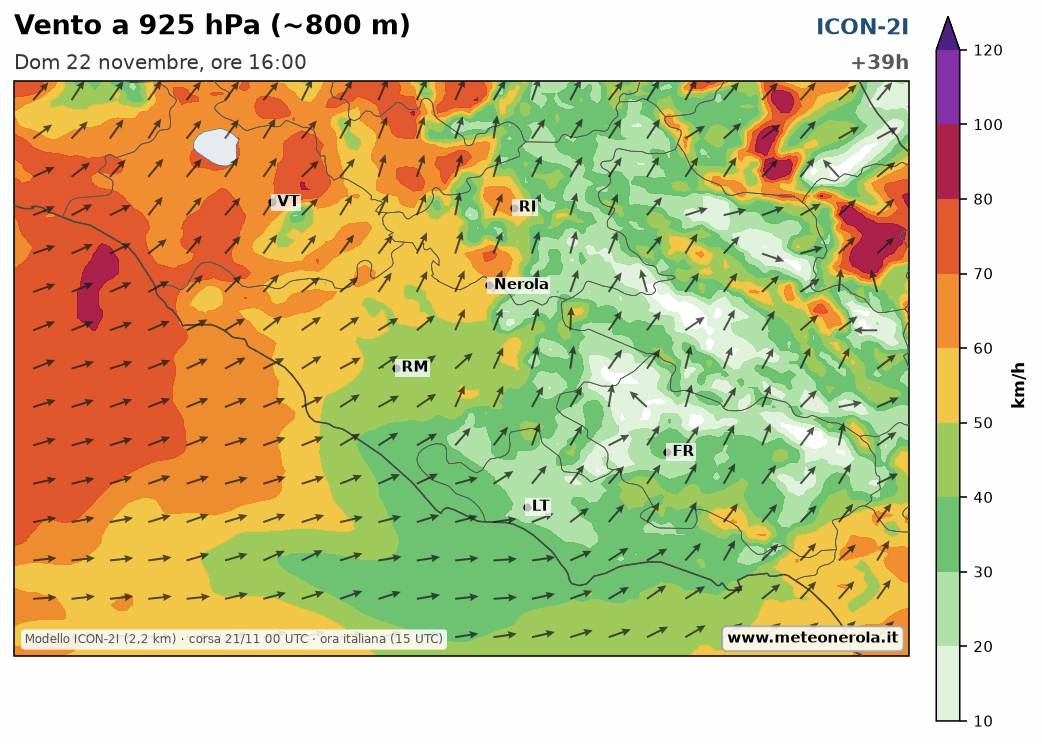 Vento a 925 hPa (~800 m)
ICON-2I
Dom 22 novembre, ore 16:00
+39h
120
100
80
70
60
50
40
30
20
10
km/h
VT
RI
Nerola
RM
FR
LT
Modello ICON-2I (2,2 km) · corsa 21/11 00 UTC · ora italiana (15 UTC)
www.meteonerola.it